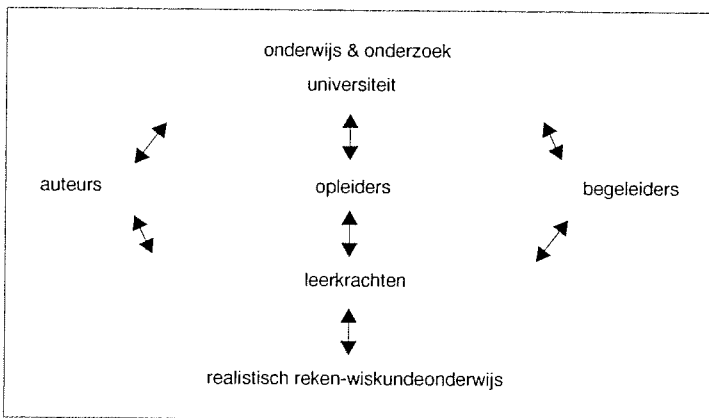 onderwijs & onderzoek
universiteit
auteurs opleiders begeleiders
leerkrachten
realistisch reken-wiskundeonderwijs